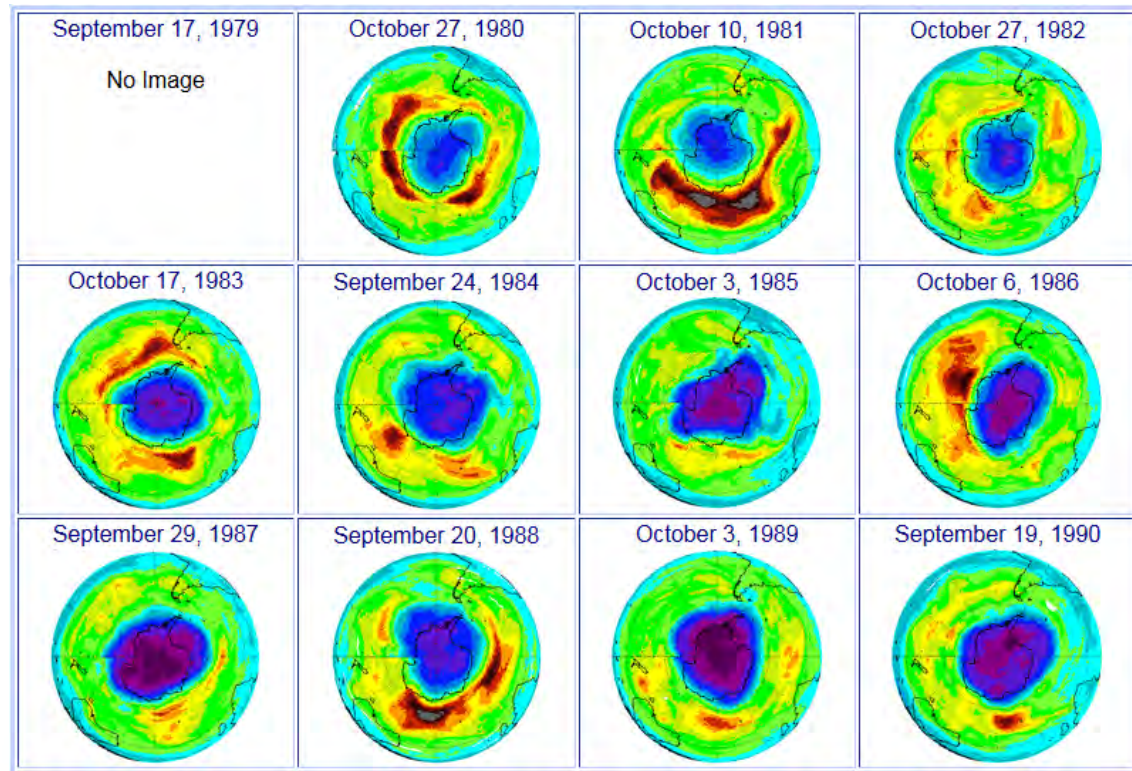 September 17, 1979
No Image
October 27, 1980
October 10, 1981
October 27, 1982
October 17, 1983
September 24, 1984
October 3, 1985
October 6, 1986
September 29, 1987
September 20, 1988
October 3, 1989
September 19, 1990